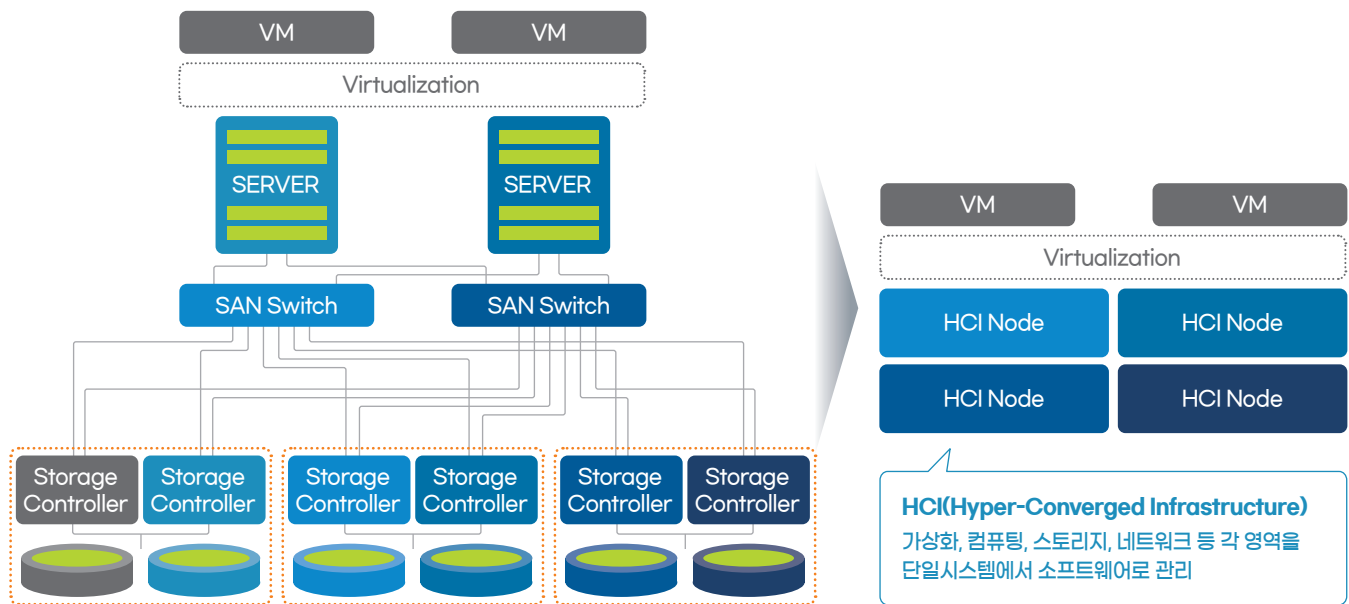 VM
VM
Virtualization
SERVER
SERVER
SAN Switch
SAN Switch
Storage
Controller
Storage
Controller
Storage
Controller
Storage
Controller
Storage
Controller
Storage
Controller
VM
VM
Virtualization
HCI Node
HCI Node
HCI Node
HCI Node
HCI(Hyper-Converged Infrastructure)
가상화, 컴퓨팅, 스토리지, 네트워크 등 각 영역을
단일시스템에서 소프트웨어로 관리